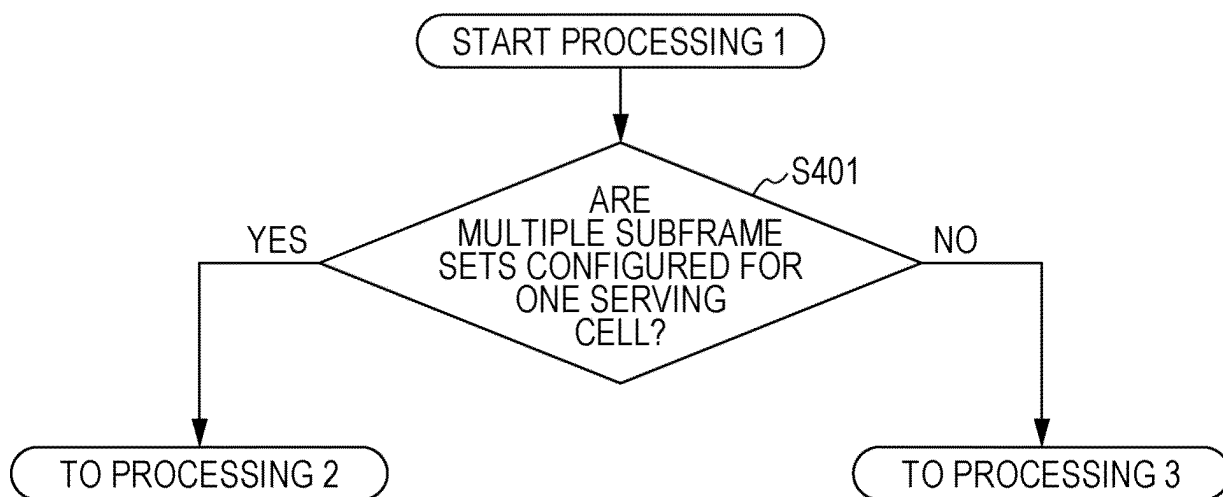 START PROCESSING 1
S401
ARE
MULTIPLE SUBFRAME
SETS CONFIGURED FOR
ONE SERVING
CELL?
YES
NO
TO PROCESSING 2
TO PROCESSING 3